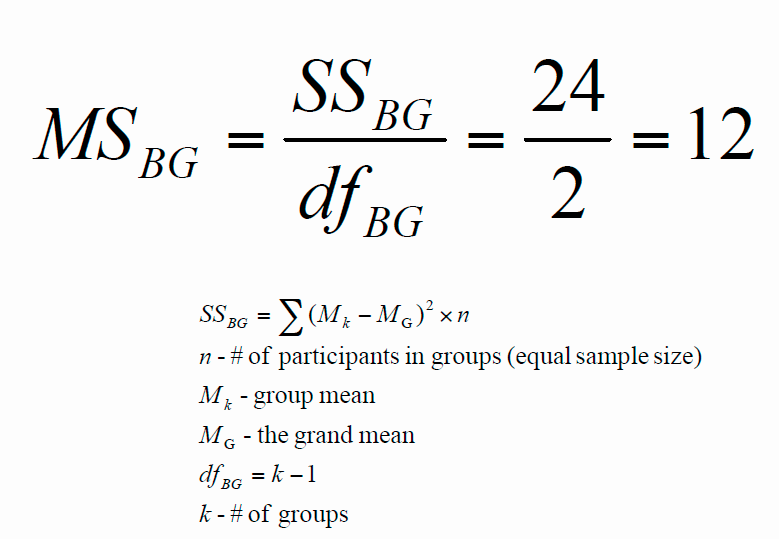 MS_BG = SS_BG / df_BG = 24 / 2 = 12
SS_BG = ∑(M_k − M_G)² × n
n - # of participants in groups (equal sample size)
M_k - group mean
M_G - the grand mean
df_BG = k − 1
k - # of groups